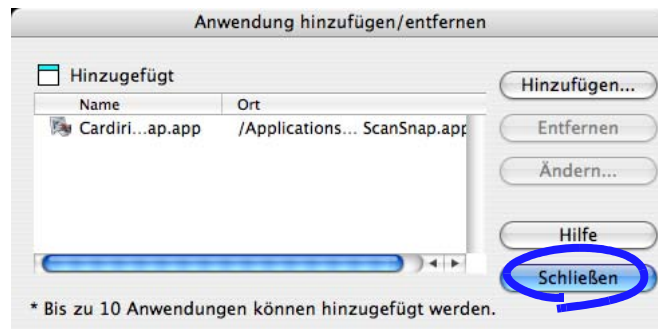 Anwendung hinzufügen/entfernen
Hinzugefügt
Name Ort
Cardiri...ap.app /Applications... ScanSnap.app
Hinzufügen...
Entfernen
Ändern...
Hilfe
Schließen
* Bis zu 10 Anwendungen können hinzugefügt werden.